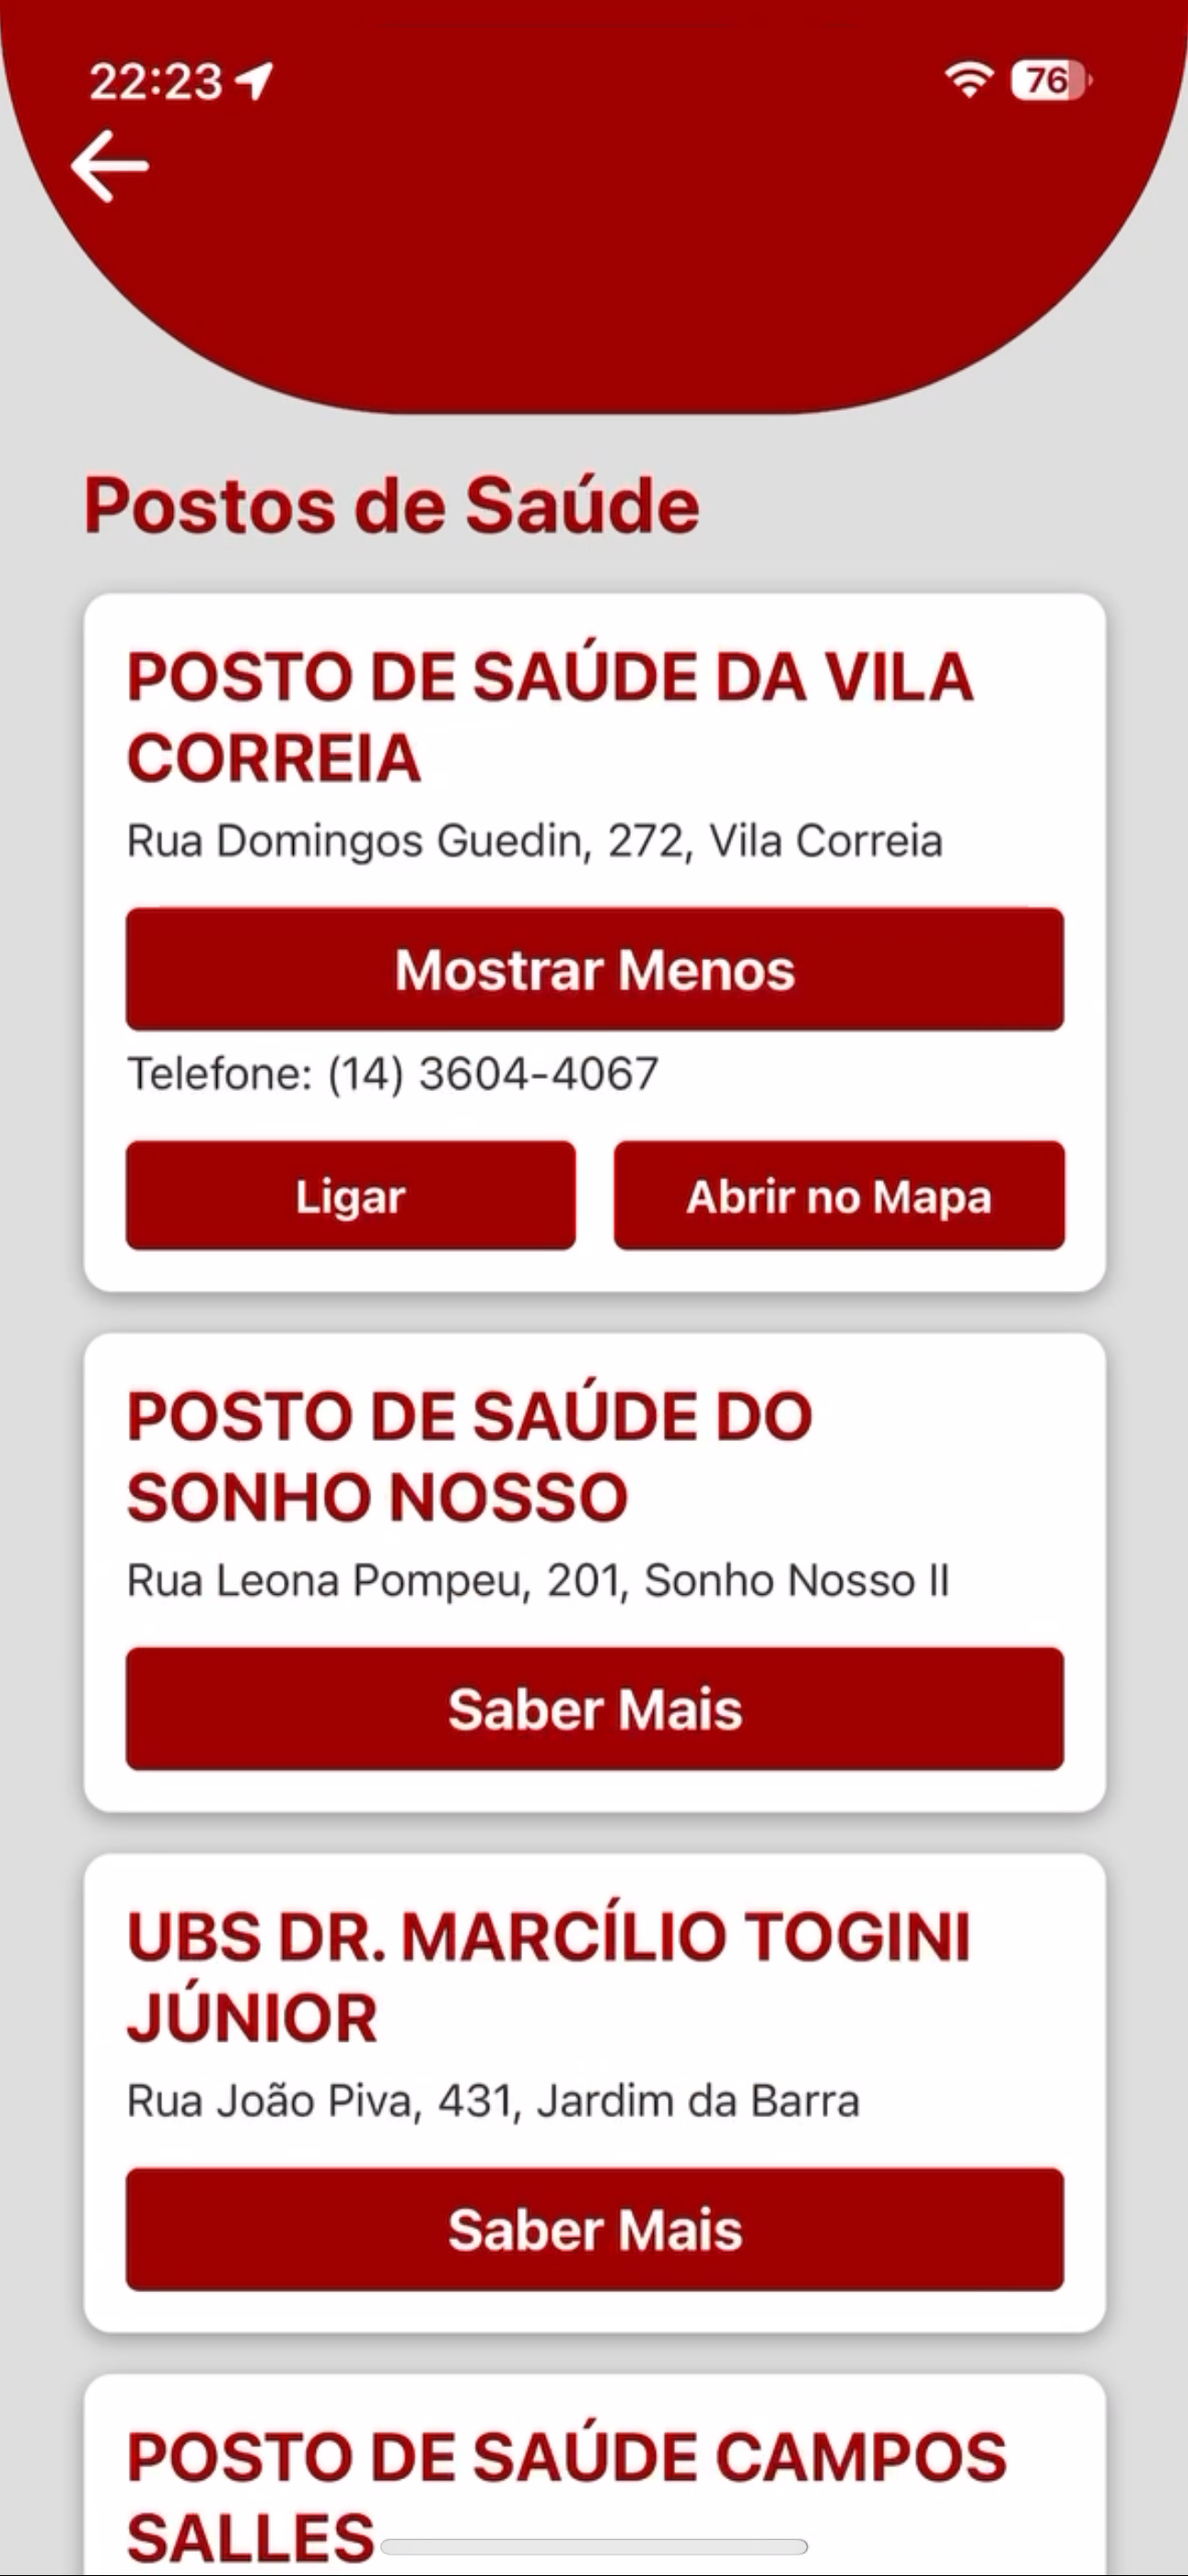 22:23
76
Postos de Saúde
POSTO DE SAÚDE DA VILA
CORREIA
Rua Domingos Guedin, 272, Vila Correia
Mostrar Menos
Telefone: (14) 3604-4067
Ligar
Abrir no Mapa
POSTO DE SAÚDE DO
SONHO NOSSO
Rua Leona Pompeu, 201, Sonho Nosso II
Saber Mais
UBS DR. MARCÍLIO TOGINI
JÚNIOR
Rua João Piva, 431, Jardim da Barra
Saber Mais
POSTO DE SAÚDE CAMPOS
SALLES